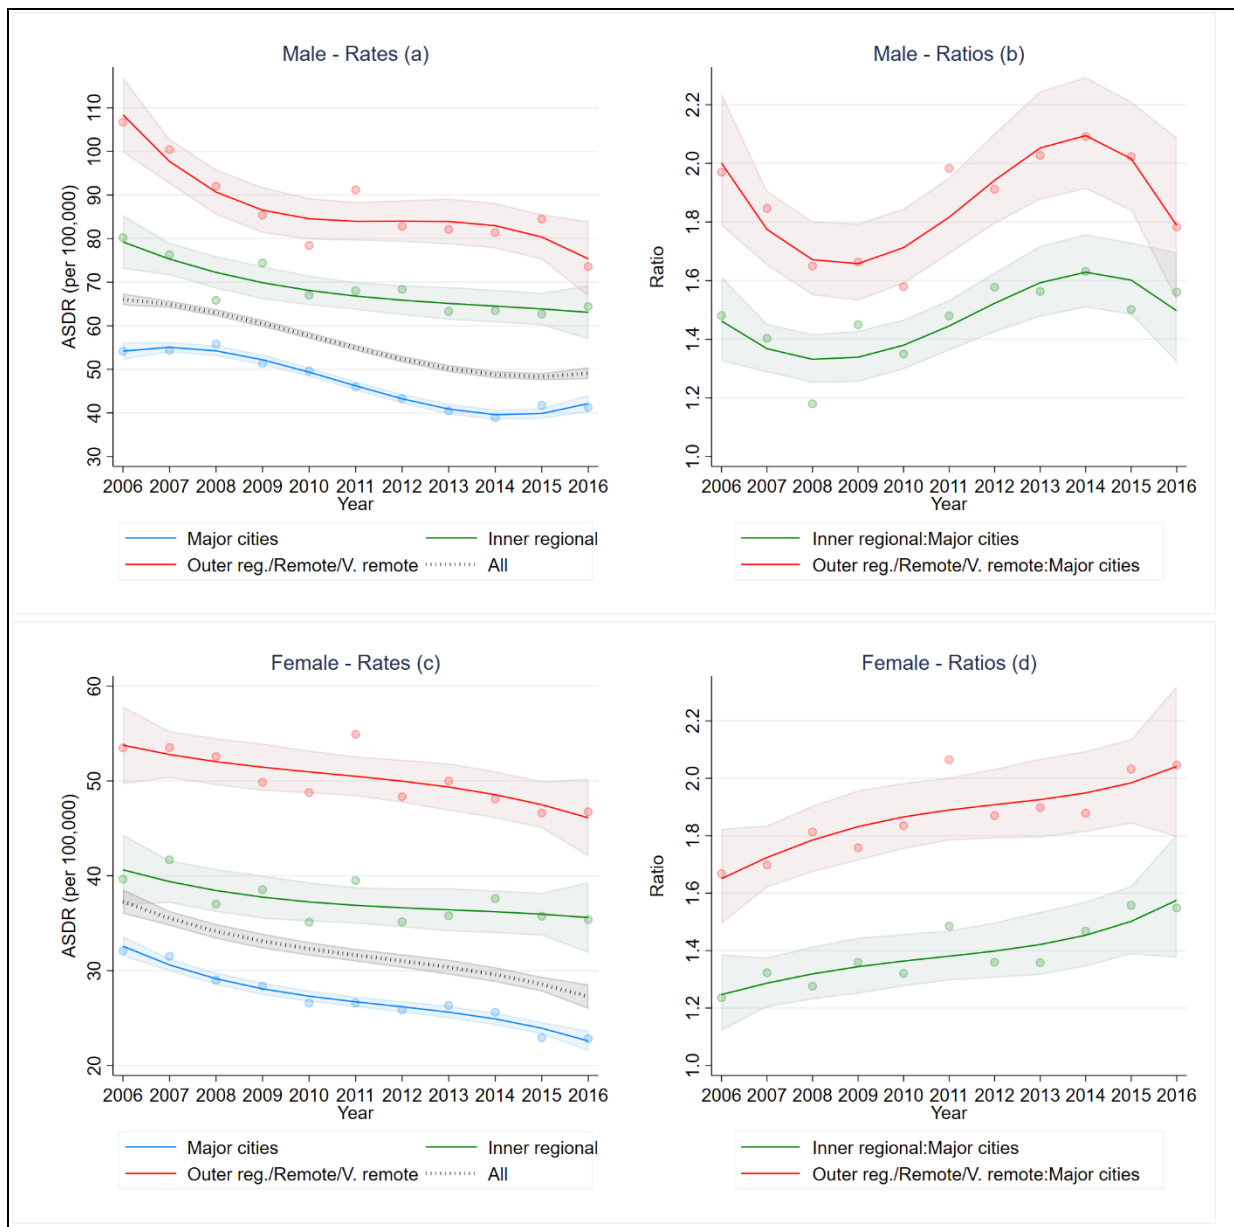 Male - Rates (a)
ASDR (per 100,000)
110
100
90
80
70
60
50
40
30
2006 2007 2008 2009 2010 2011 2012 2013 2014 2015 2016
Year
Major cities
Inner regional
Outer reg./Remote/V. remote
All
Male - Ratios (b)
Ratio
2.2
2.0
1.8
1.6
1.4
1.2
1.0
2006 2007 2008 2009 2010 2011 2012 2013 2014 2015 2016
Year
Inner regional:Major cities
Outer reg./Remote/V. remote:Major cities
Female - Rates (c)
ASDR (per 100,000)
60
50
40
30
20
2006 2007 2008 2009 2010 2011 2012 2013 2014 2015 2016
Year
Major cities
Inner regional
Outer reg./Remote/V. remote
All
Female - Ratios (d)
Ratio
2.2
2.0
1.8
1.6
1.4
1.2
1.0
2006 2007 2008 2009 2010 2011 2012 2013 2014 2015 2016
Year
Inner regional:Major cities
Outer reg./Remote/V. remote:Major cities